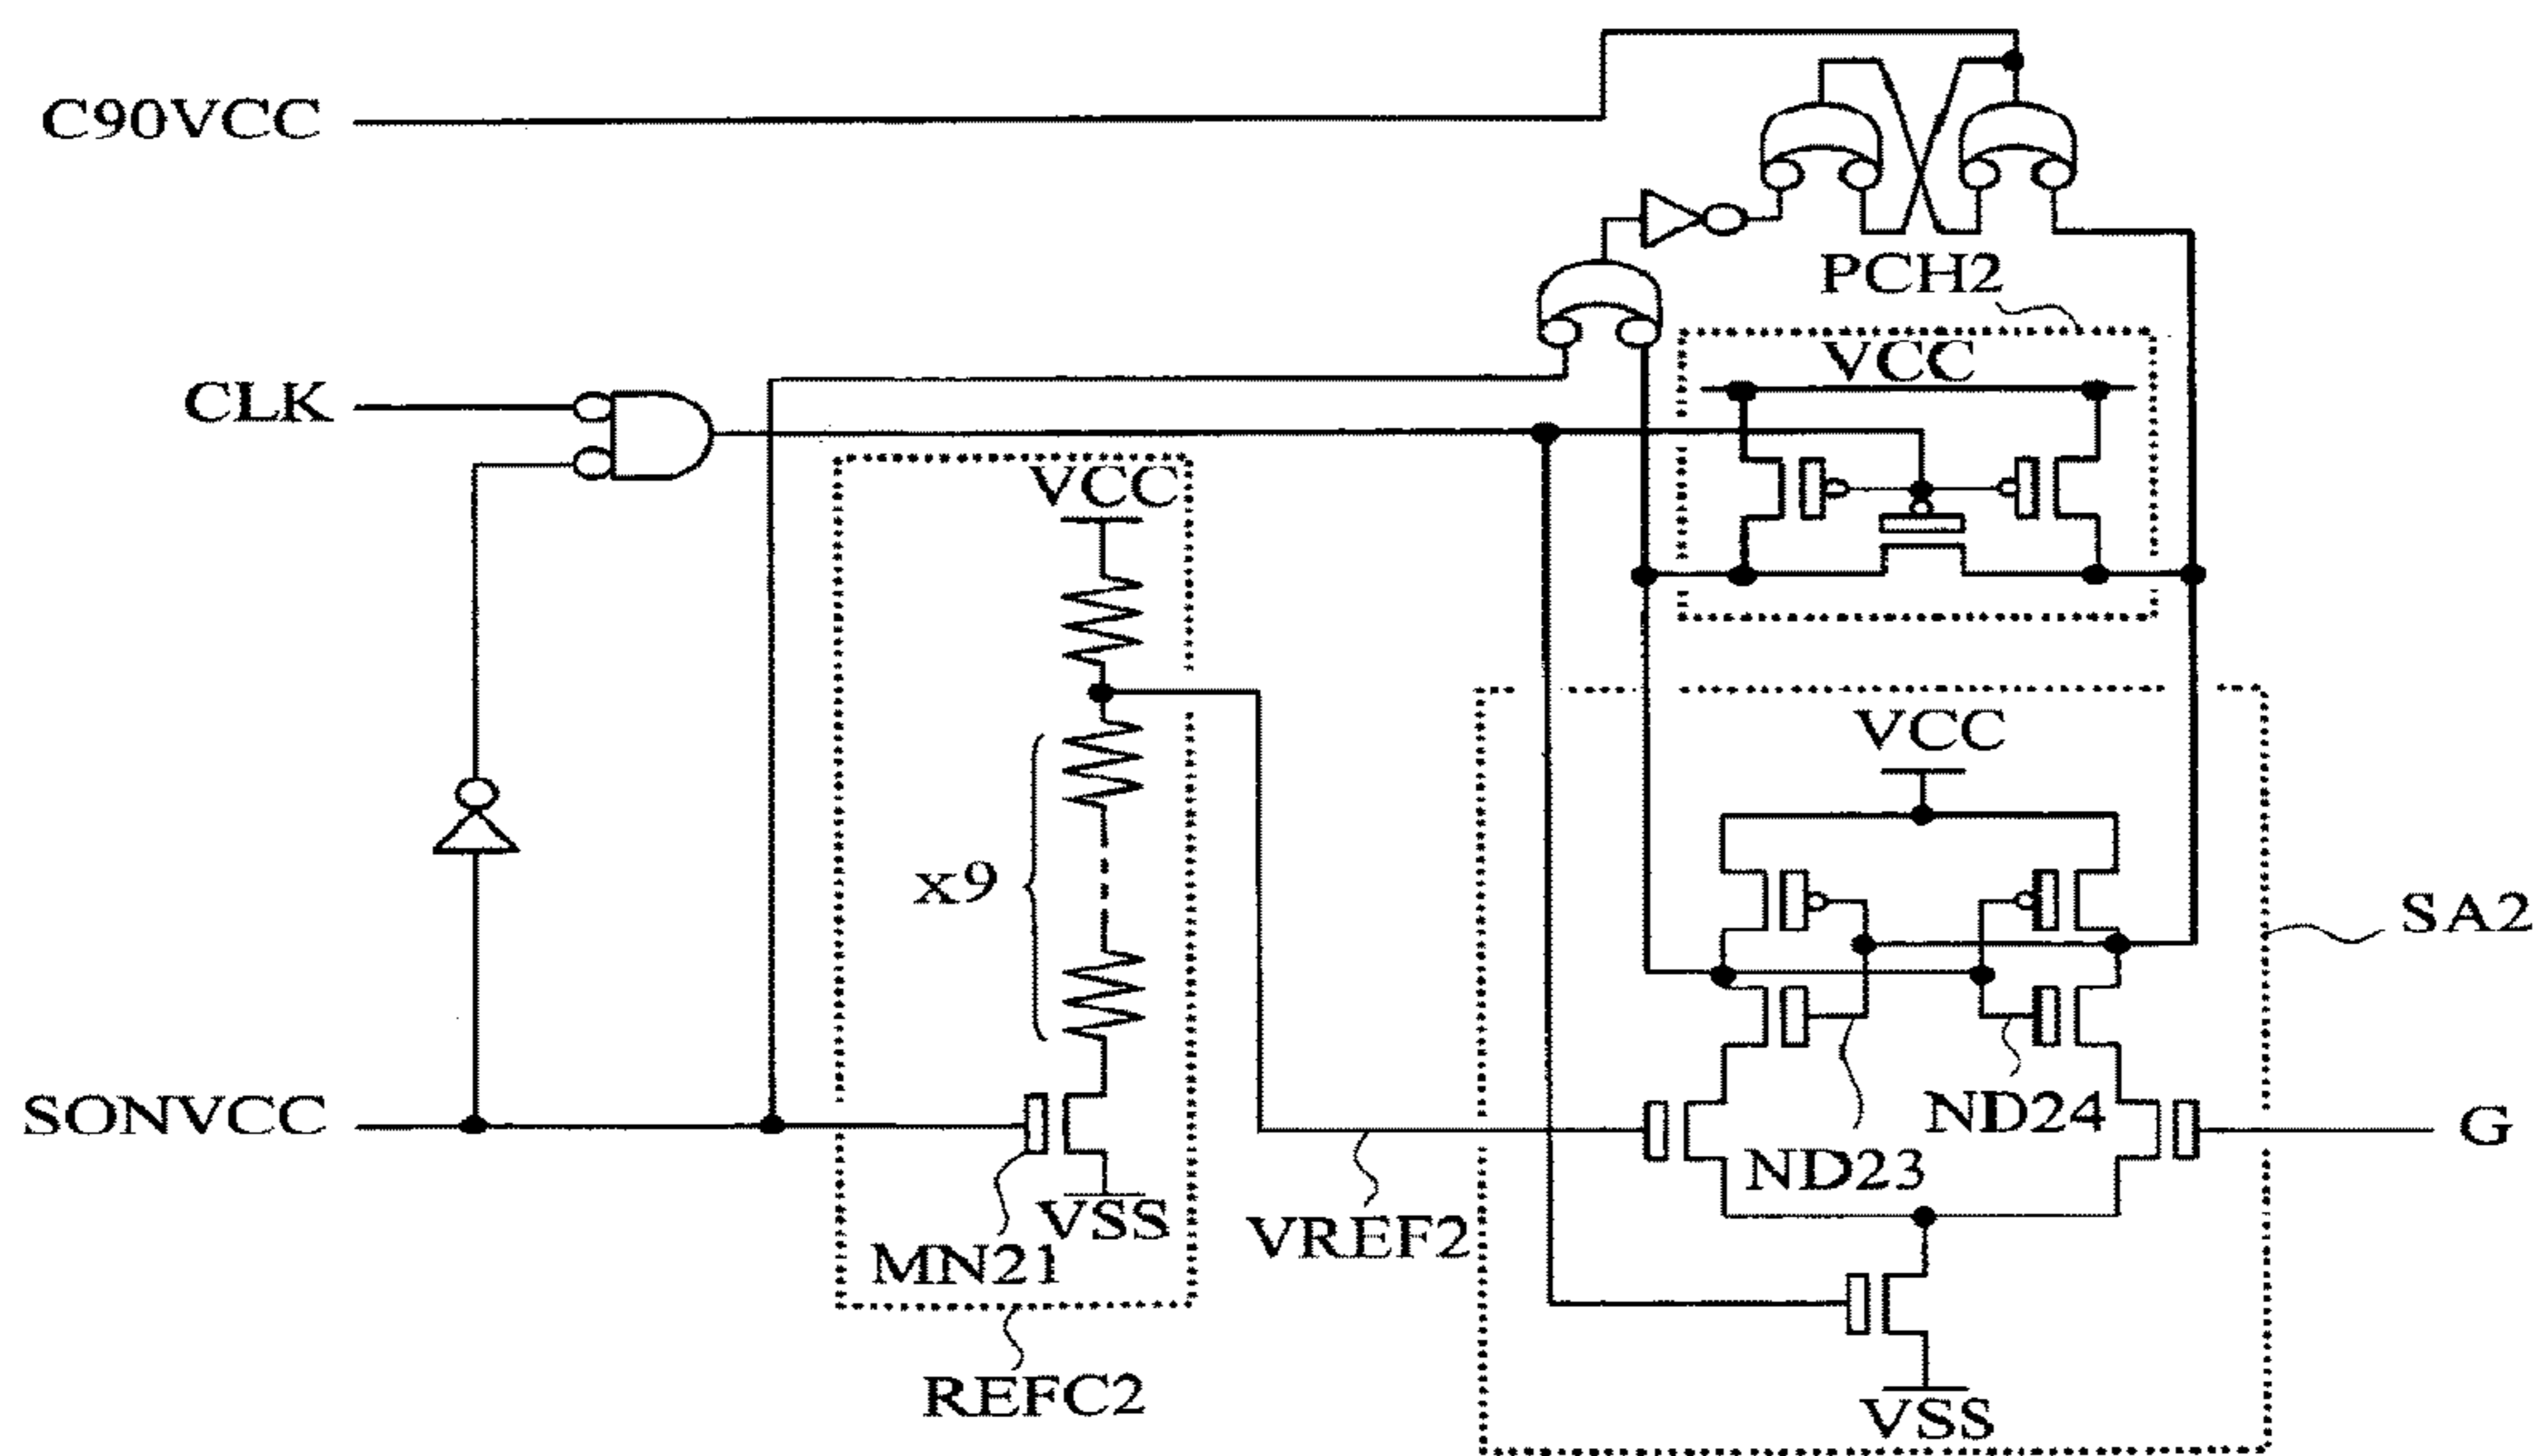 C90VCC
PCH2
VCC
CLK
VCC
VCC
x9
SA2
SONVCC
ND24
G
ND23
VSS
VREF2
MN21
REFC2
VSS